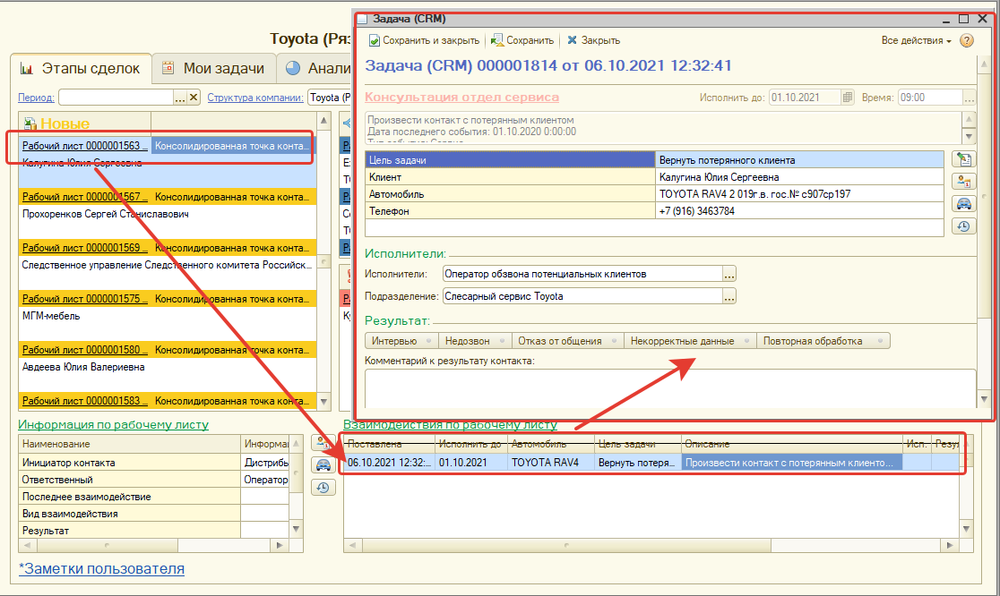 Toyota (Ряз
Этапы сделок
Мои задачи
Анали
Период:
...
Структура компании:
Toyota (Р
Новые
Рабочий лист 0000001563 ...
Консолидированная точка конта...
Калугина Юлия Сергеевна
Рабочий лист 0000001567 ...
Консолидированная точка конта...
Прохоренков Сергей Станиславович
Рабочий лист 0000001569 ...
Консолидированная точка конта...
Следственное управление Следственного комитета Российск...
Рабочий лист 0000001575 ...
Консолидированная точка конта...
МГМ-мебель
Рабочий лист 0000001580 ...
Консолидированная точка конта...
Авдеева Юлия Валериевна
Рабочий лист 0000001583 ...
Консолидированная точка конта...
Задача (CRM)
Сохранить и закрыть
Сохранить
Закрыть
Все действия
?
Задача (CRM) 000001814 от 06.10.2021 12:32:41
Консультация отдел сервиса
Исполнить до:
01.10.2021
Время:
09:00
...
Произвести контакт с потерянным клиентом
Дата последнего события: 01.10.2020 0:00:00
Тип события: Сервис
Цель задачи
Вернуть потерянного клиента
Клиент
Калугина Юлия Сергеевна
Автомобиль
TOYOTA RAV4 2 019г.в. гос.№ с907ср197
Телефон
+7 (916) 3463784
Исполнители:
Исполнители:
Оператор обзвона потенциальных клиентов
...
Подразделение:
Слесарный сервис Toyota
...
Результат:
Интервью
Недозвон
Отказ от общения
Некорректные данные
Повторная обработка
Комментарий к результату контакта:
Информация по рабочему листу
Наименование
Информац
Инициатор контакта
Дистрибь
Ответственный
Оператор
Последнее взаимодействие
Вид взаимодействия
Результат
Взаимодействия по рабочему листу
Поставлена
Исполнить до
Автомобиль
Цель задачи
Описание
Исп.
Резул
06.10.2021 12:32:...
01.10.2021
TOYOTA RAV4
Вернуть потеря...
Произвести контакт с потерянным клиенто...
*Заметки пользователя